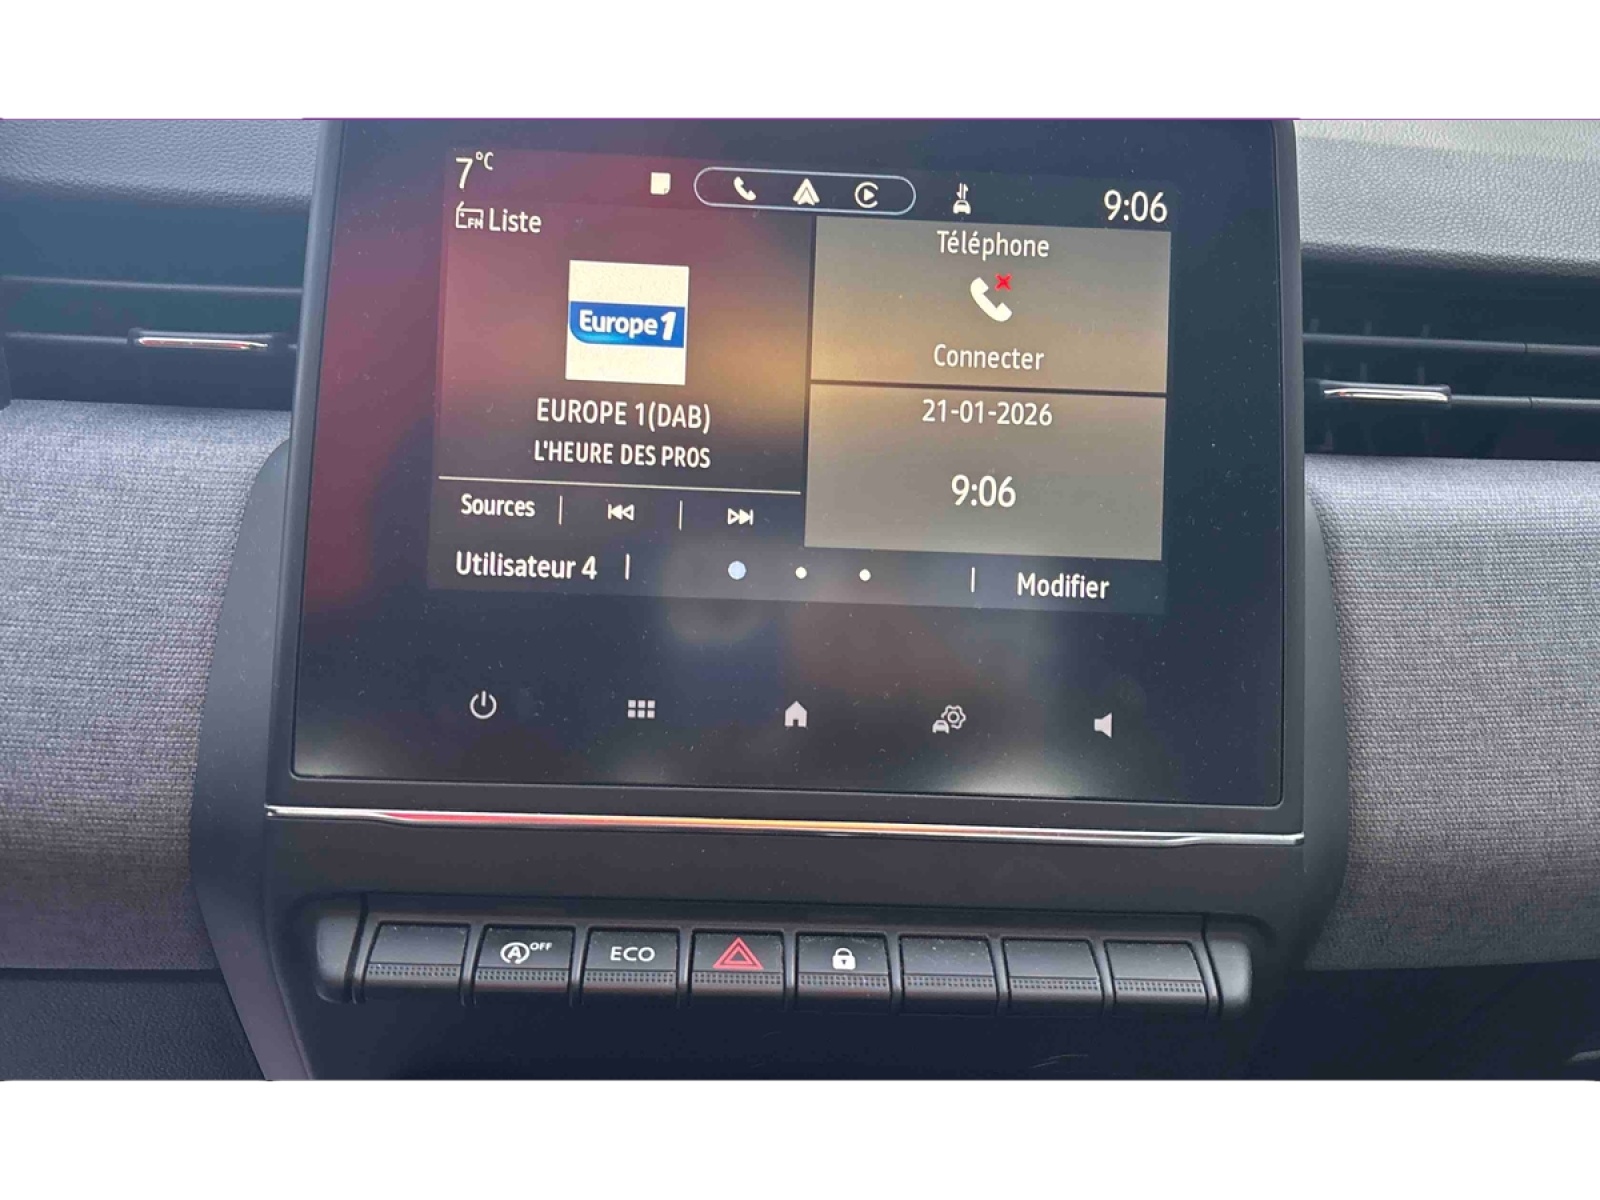 7°C
9:06
FM Liste
Téléphone
Europe 1
Connecter
EUROPE 1(DAB)
L'HEURE DES PROS
21-01-2026
9:06
Sources
Utilisateur 4
Modifier
A OFF
ECO